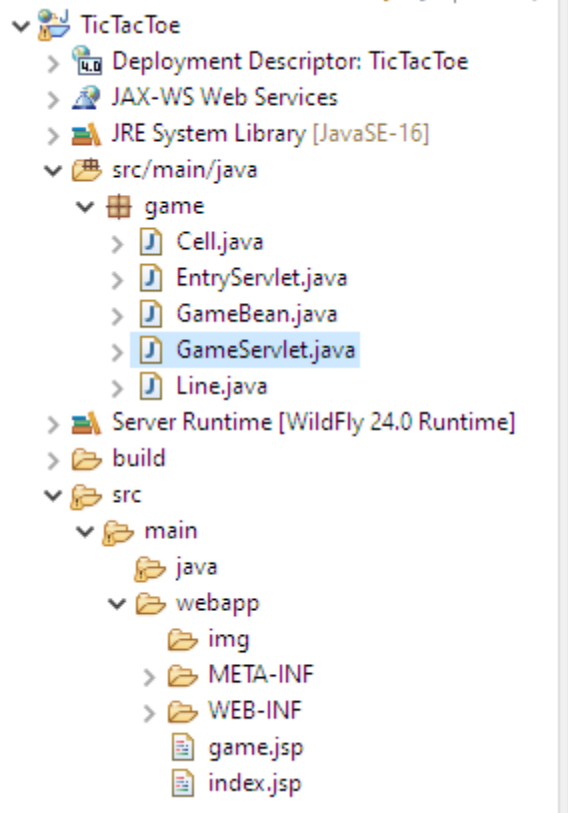 TicTacToe
Deployment Descriptor: TicTacToe
JAX-WS Web Services
JRE System Library [JavaSE-16]
src/main/java
game
Cell.java
EntryServlet.java
GameBean.java
GameServlet.java
Line.java
Server Runtime [WildFly 24.0 Runtime]
build
src
main
java
webapp
img
META-INF
WEB-INF
game.jsp
index.jsp